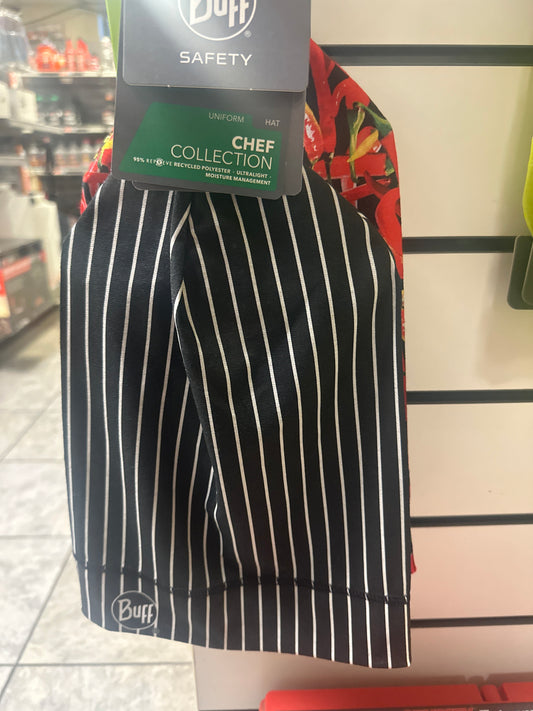 BUFF
SAFETY
UNIFORM HAT
CHEF
COLLECTION
95% REPREVE RECYCLED POLYESTER · ULTRALIGHT ·
MOISTURE MANAGEMENT
BUFF